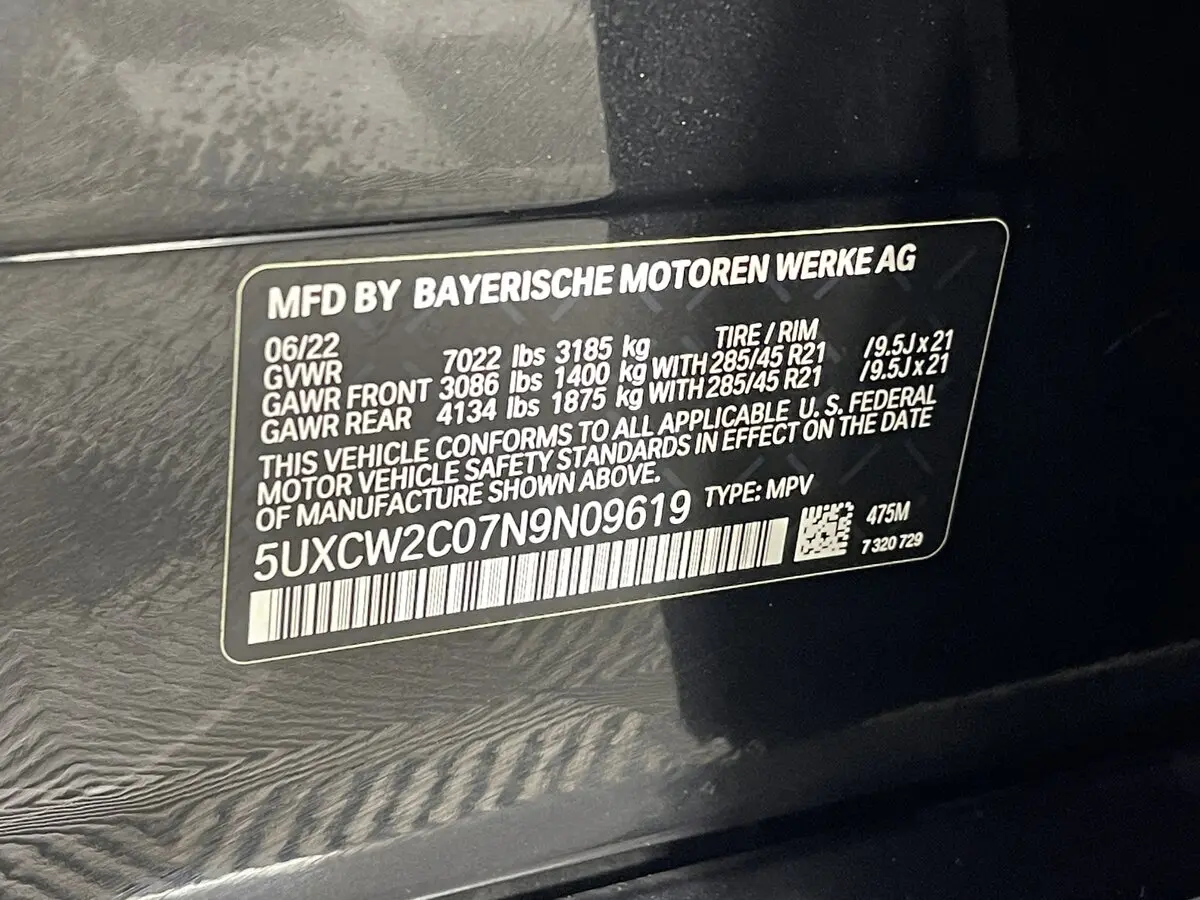 MFD BY BAYERISCHE MOTOREN WERKE AG
06/22 TIRE / RIM
GVWR 7022 lbs 3185 kg
GAWR FRONT 3086 lbs 1400 kg WITH 285/45 R21 /9.5J x 21
GAWR REAR 4134 lbs 1875 kg WITH 285/45 R21 /9.5J x 21
THIS VEHICLE CONFORMS TO ALL APPLICABLE U. S. FEDERAL
MOTOR VEHICLE SAFETY STANDARDS IN EFFECT ON THE DATE
OF MANUFACTURE SHOWN ABOVE.
5UXCW2C07N9N09619 TYPE: MPV
475M
7 320 729